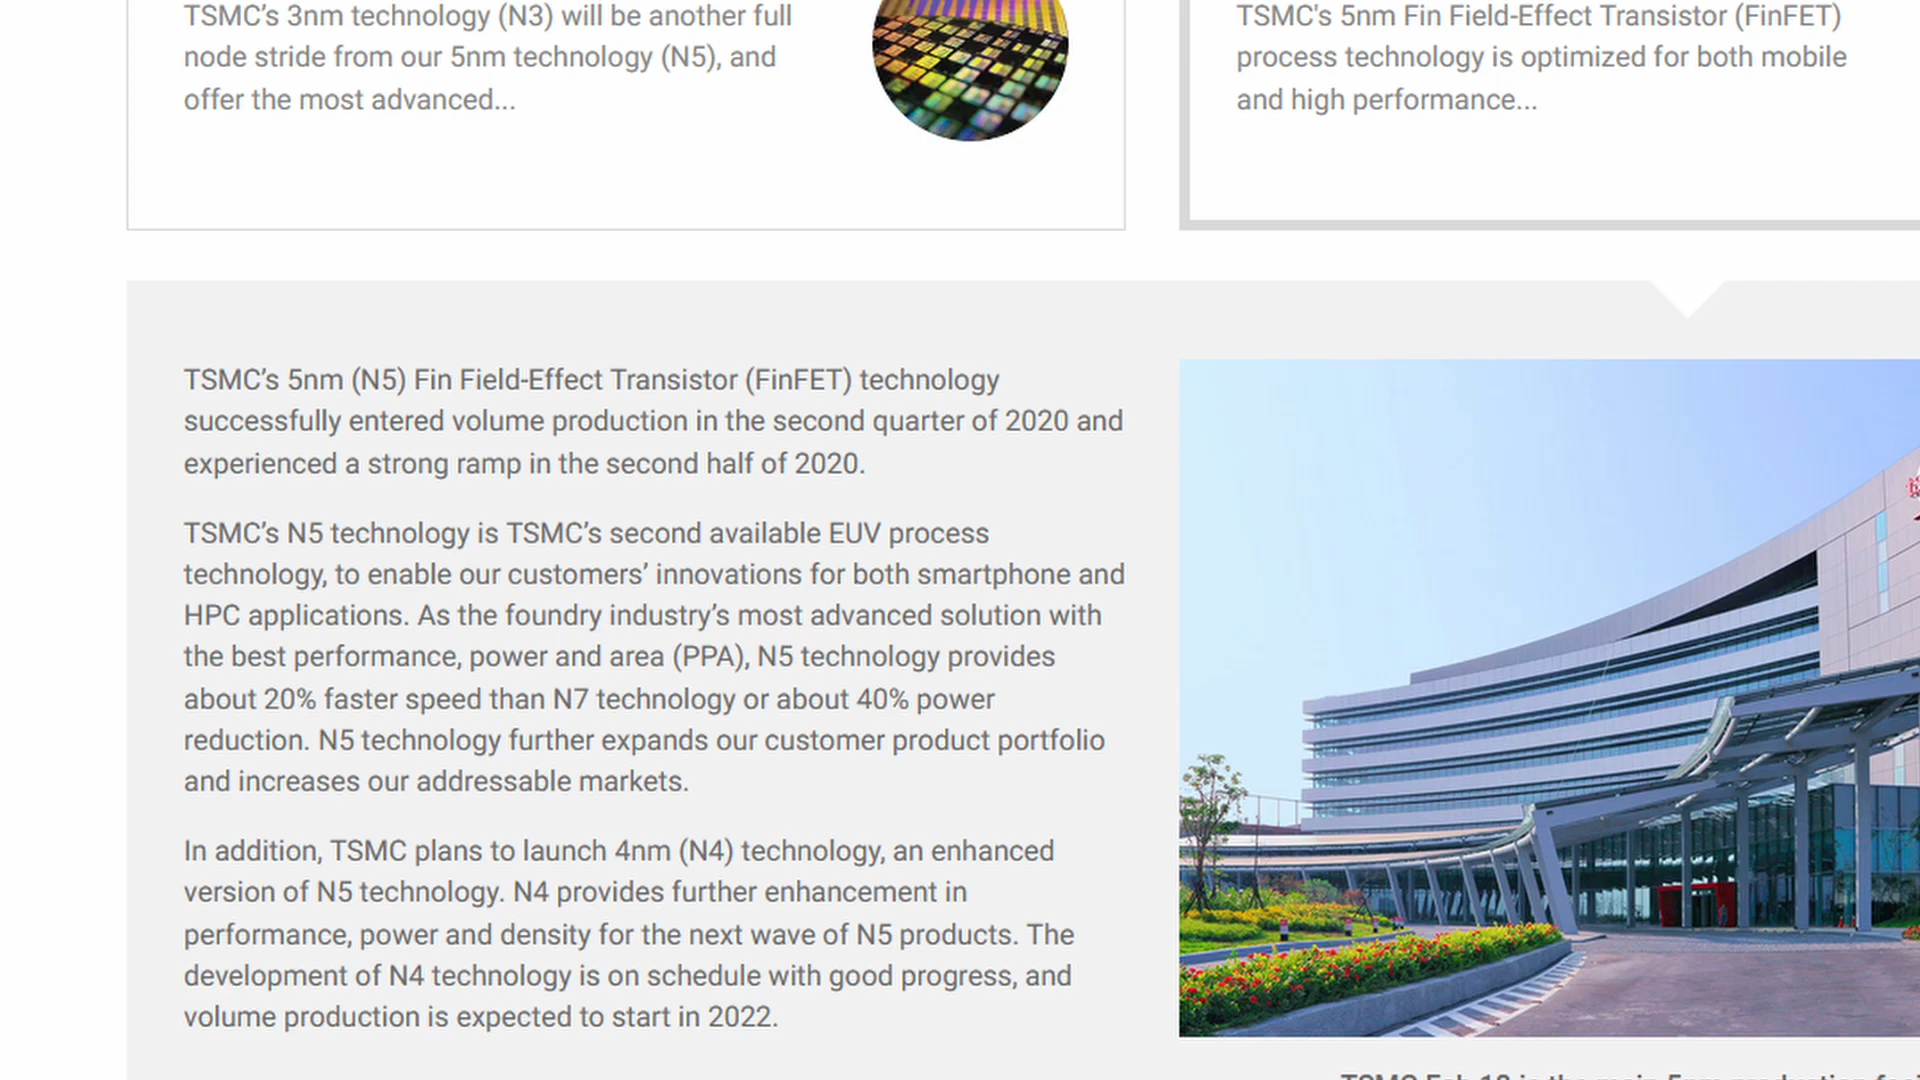 TSMC’s 3nm technology (N3) will be another full
node stride from our 5nm technology (N5), and
offer the most advanced...
TSMC's 5nm Fin Field-Effect Transistor (FinFET)
process technology is optimized for both mobile
and high performance...
TSMC’s 5nm (N5) Fin Field-Effect Transistor (FinFET) technology
successfully entered volume production in the second quarter of 2020 and
experienced a strong ramp in the second half of 2020.
TSMC’s N5 technology is TSMC’s second available EUV process
technology, to enable our customers’ innovations for both smartphone and
HPC applications. As the foundry industry’s most advanced solution with
the best performance, power and area (PPA), N5 technology provides
about 20% faster speed than N7 technology or about 40% power
reduction. N5 technology further expands our customer product portfolio
and increases our addressable markets.
In addition, TSMC plans to launch 4nm (N4) technology, an enhanced
version of N5 technology. N4 provides further enhancement in
performance, power and density for the next wave of N5 products. The
development of N4 technology is on schedule with good progress, and
volume production is expected to start in 2022.
TSMC Fab 18 is the main 5nm production